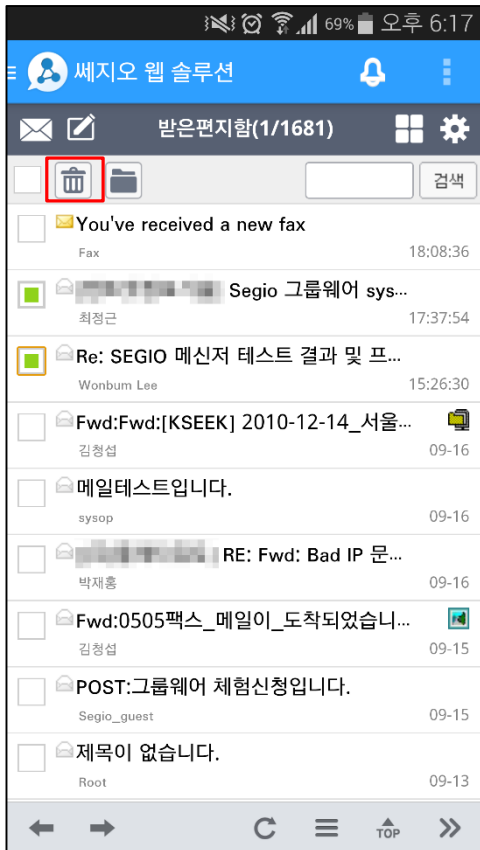 69% 오후 6:17
쎄지오 웹 솔루션
받은편지함(1/1681)
검색
You've received a new fax
Fax 18:08:36
Segio 그룹웨어 sys...
최정근 17:37:54
Re: SEGIO 메신저 테스트 결과 및 프...
Wonbum Lee 15:26:30
Fwd:Fwd:[KSEEK] 2010-12-14_서울...
김청섭 09-16
메일테스트입니다.
sysop 09-16
RE: Fwd: Bad IP 문...
박재홍 09-16
Fwd:0505팩스_메일이_도착되었습니...
김청섭 09-15
POST:그룹웨어 체험신청입니다.
Segio_guest 09-15
제목이 없습니다.
Root 09-13
TOP